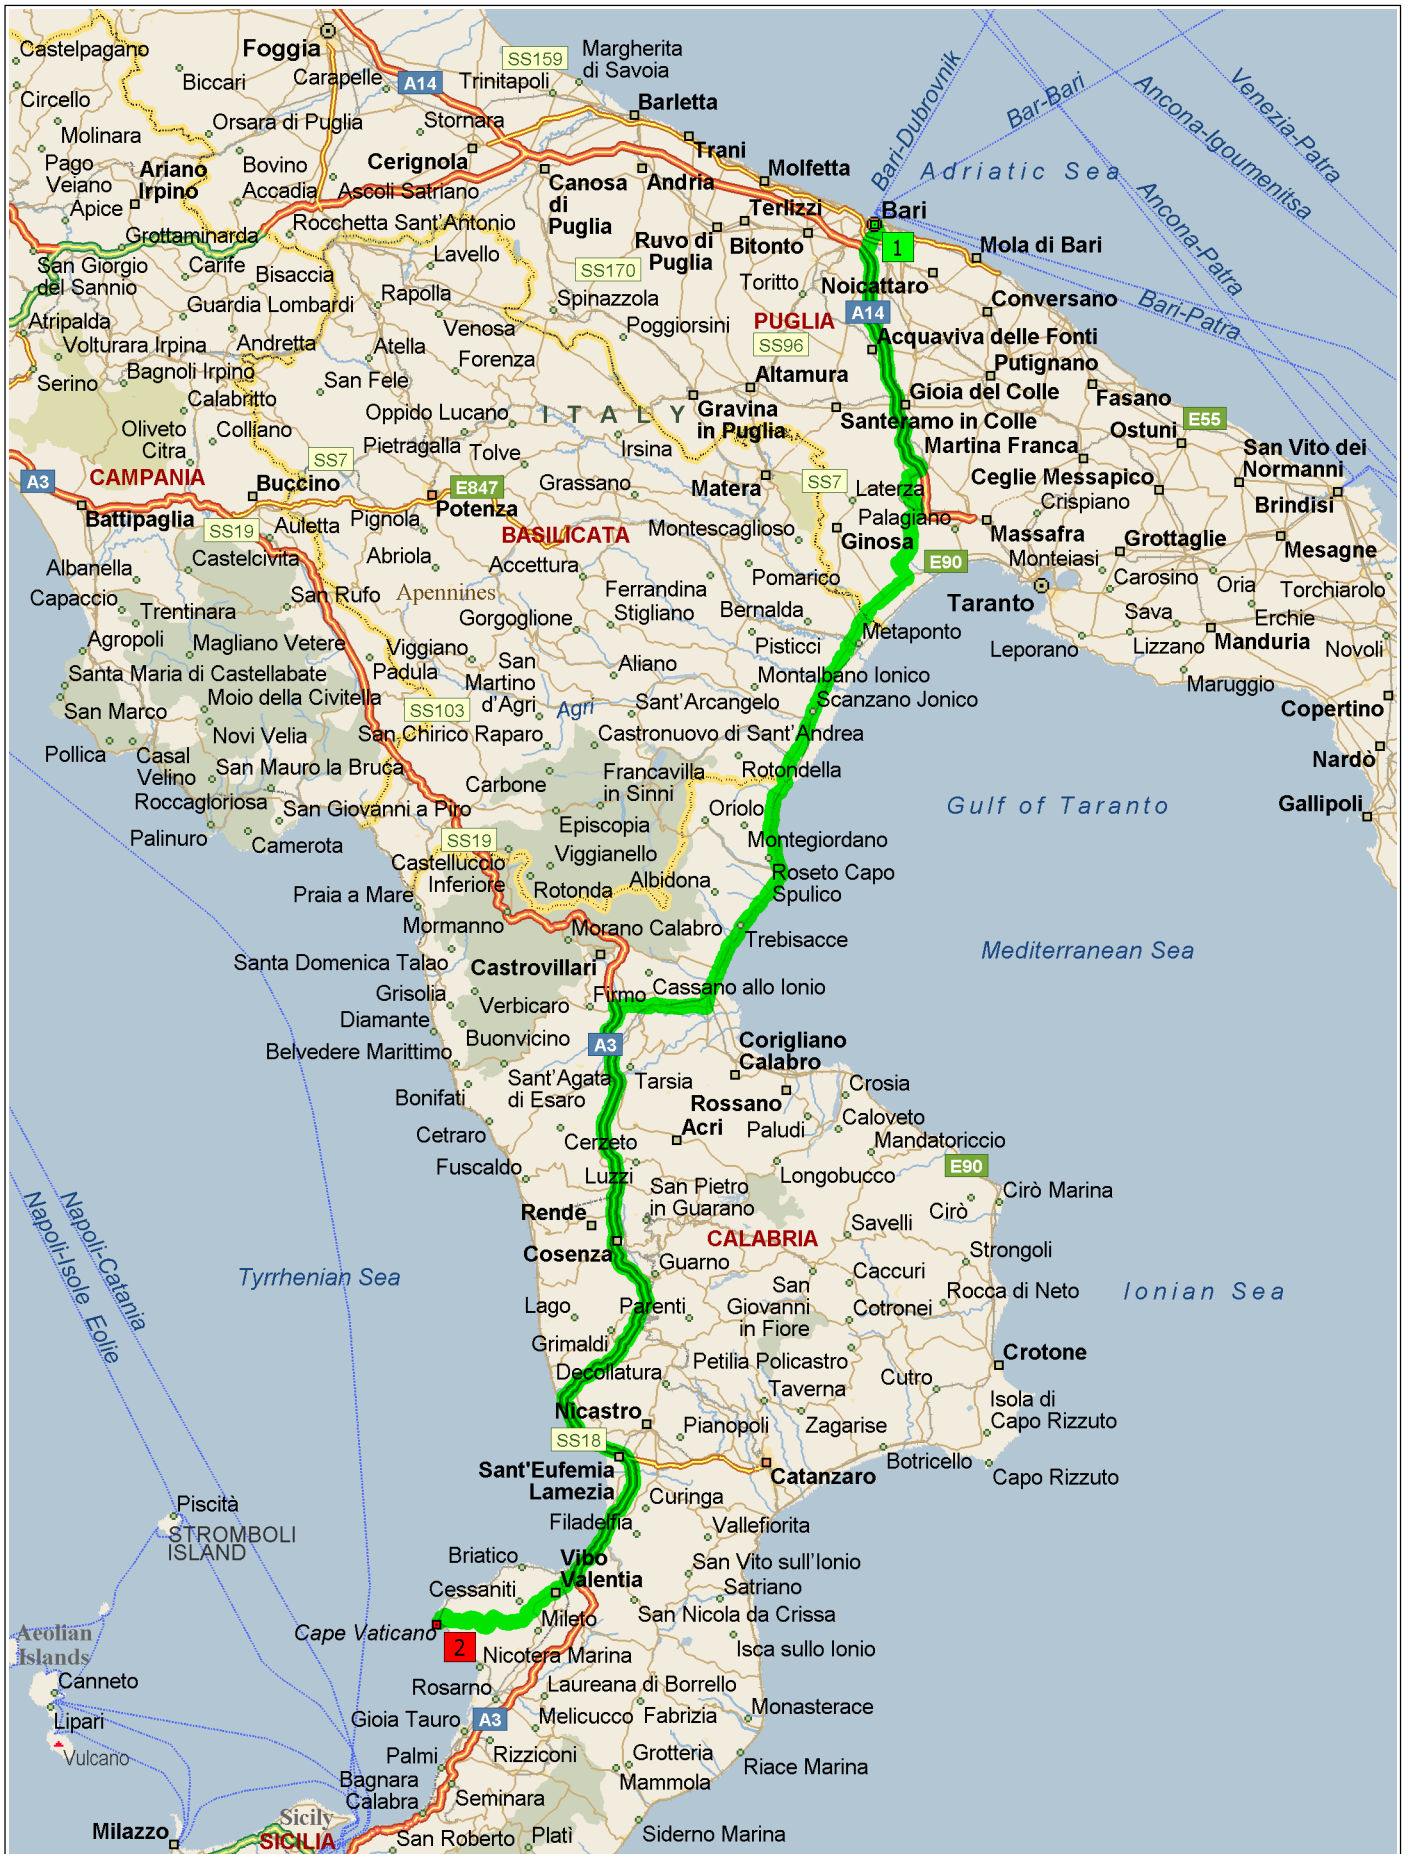 Castelpagano
Foggia
Margherita
di Savoia
SS159
Biccari
Carapelle
A14
Trinitapoli
Circello
Barletta
Bari-Dubrovnik
Bar-Bari
Ancona-Igoumenitsa
Venezia-Patra
Orsara di Puglia
Stornara
Molinara
Trani
Pago
Veiano
Ariano
Irpino
Bovino
Cerignola
Molfetta
Adriatic Sea
Accadia
Ascoli Satriano
Canosa
di
Puglia
Andria
Ancona-Patra
Apice
Terlizzi
Bari
1
Rocchetta Sant'Antonio
Grottaminarda
Ruvo di
Puglia
Bitonto
Mola di Bari
San Giorgio
del Sannio
Carife
Bisaccia
Lavello
SS170
Toritto
Noicattaro
Guardia Lombardi
Rapolla
Spinazzola
Conversano
Bari-Patra
Atripalda
Venosa
Poggiorsini
PUGLIA
A14
Volturara Irpina
Andretta
Atella
SS96
Acquaviva delle Fonti
Forenza
Putignano
Serino
Bagnoli Irpino
San Fele
Altamura
Gioia del Colle
Fasano
Calabritto
Oppido Lucano
ITALY
Gravina
in Puglia
Santeramo in Colle
E55
Oliveto
Citra
Colliano
Pietragalla
Irsina
Martina Franca
Ostuni
San Vito dei
Normanni
Tolve
SS7
CAMPANIA
A3
Buccino
E847
Grassano
Matera
SS7
Laterza
Ceglie Messapico
Crispiano
Brindisi
Battipaglia
Potenza
SS19
Auletta
Pignola
BASILICATA
Montescaglioso
Palagiano
Ginosa
Massafra
Monteiasi
Grottaglie
Mesagne
Albanella
Castelcivita
Abriola
Accettura
E90
Pomarico
Carosino
Oria
Torchiarolo
Capaccio
San Rufo
Apennines
Ferrandina
Taranto
Trentinara
Gorgoglione
Stigliano
Bernalda
Sava
Erchie
Agropoli
Magliano Vetere
Viggiano
Pisticci
Metaponto
Leporano
Lizzano
Manduria
Novoli
Santa Maria di Castellabate
Padula
San
Martino
d'Agri
Aliano
Montalbano Ionico
Maruggio
Moio della Civitella
SS103
Agri
Sant'Arcangelo
Scanzano Jonico
Copertino
San Marco
Novi Velia
San Chirico Raparo
Castronuovo di Sant'Andrea
Pollica
Casal
Velino
San Mauro la Bruca
Carbone
Francavilla
in Sinni
Rotondella
Nardò
Roccagloriosa
San Giovanni a Piro
Oriolo
Gulf of Taranto
Gallipoli
Palinuro
Camerota
SS19
Episcopia
Montegiordano
Castelluccio
Inferiore
Viggianello
Roseto Capo
Spulico
Praia a Mare
Rotonda
Albidona
Mormanno
Morano Calabro
Trebisacce
Mediterranean Sea
Santa Domenica Talao
Castrovillari
Grisolia
Verbicaro
Firmo
Cassano allo Ionio
Diamante
Buonvicino
A3
Corigliano
Calabro
Belvedere Marittimo
Sant'Agata
di Esaro
Tarsia
Crosia
Bonifati
Rossano
Caloveto
Cetraro
Cerzeto
Acri
Paludi
Mandatoriccio
Fuscaldo
Luzzi
Longobucco
E90
San Pietro
in Guarano
Cirò Marina
Cirò
Rende
CALABRIA
Savelli
Napoli-Isole Eolie
Napoli-Catania
Cosenza
Guarno
Strongoli
Tyrrhenian Sea
San
Giovanni
in Fiore
Caccuri
Rocca di Neto
Ionian Sea
Lago
Parenti
Cotronei
Grimaldi
Petilia Policastro
Crotone
Decollatura
Taverna
Cutro
Isola di
Capo Rizzuto
Nicastro
Pianopoli
Zagarise
SS18
Botricello
Sant'Eufemia
Lamezia
Catanzaro
Capo Rizzuto
Piscità
Curinga
STROMBOLI
ISLAND
Filadelfia
Vallefiorita
Briatico
Vibo
Valentia
San Vito sull'Ionio
Cessaniti
Satriano
San Nicola da Crissa
Cape Vaticano
2
Mileto
Aeolian
Islands
Nicotera Marina
Isca sullo Ionio
Canneto
Rosarno
Laureana di Borrello
Lipari
Gioia Tauro
A3
Melicucco
Fabrizia
Monasterace
Vulcano
Palmi
Rizziconi
Grotteria
Riace Marina
Bagnara
Calabra
Mammola
Seminara
Milazzo
Sicily
SICILIA
San Roberto
Platì
Siderno Marina